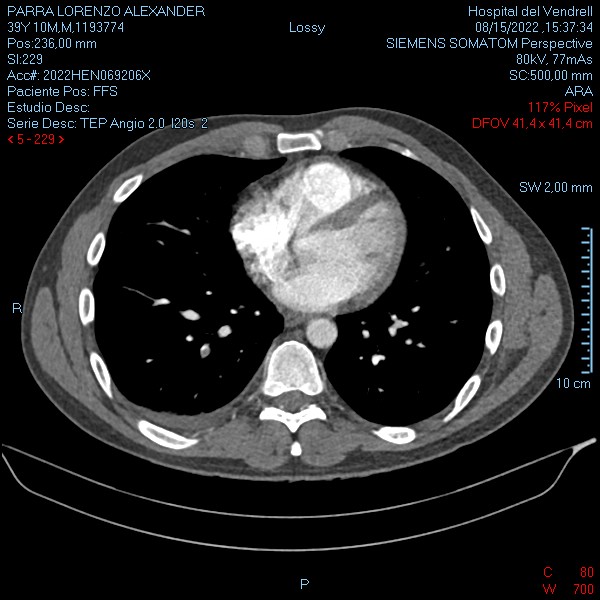 PARRA LORENZO ALEXANDER
39Y 10M,M,1193774
Pos:236,00 mm
SI:229
Acc#: 2022HEN069206X
Paciente Pos: FFS
Estudio Desc:
Serie Desc: TEP Angio 2.0 I20s 2
< 5 - 229 >
Lossy
Hospital del Vendrell
08/15/2022 ,15:37:34
SIEMENS SOMATOM Perspective
80kV, 77mAs
SC:500,00 mm
ARA
117% Pixel
DFOV 41,4 x 41,4 cm
SW 2,00 mm
R
10 cm
P
C 80
W 700